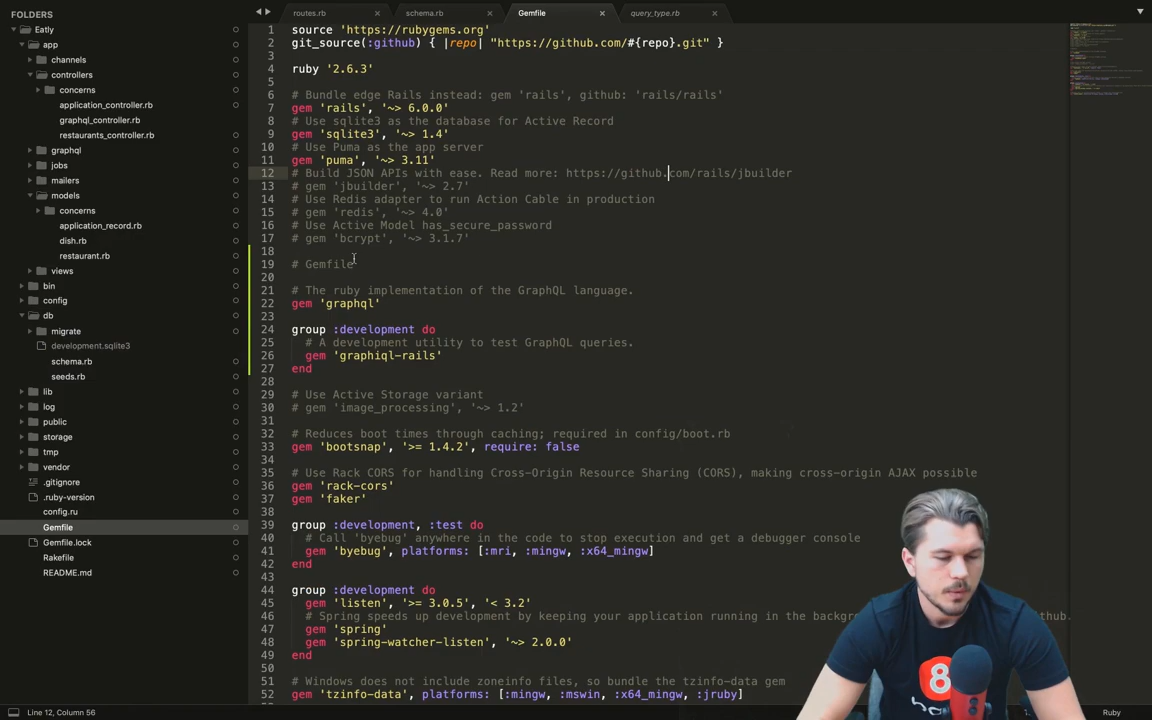 FOLDERS
Eatly
app
channels
controllers
concerns
application_controller.rb
graphql_controller.rb
restaurants_controller.rb
graphql
jobs
mailers
models
concerns
application_record.rb
dish.rb
restaurant.rb
views
bin
config
db
migrate
development.sqlite3
schema.rb
seeds.rb
lib
log
public
storage
tmp
vendor
.gitignore
.ruby-version
config.ru
Gemfile
Gemfile.lock
Rakefile
README.md
routes.rb
schema.rb
Gemfile
query_type.rb
1 source 'https://rubygems.org'
2 git_source(:github) { |repo| "https://github.com/#{repo}.git" }
3
4 ruby '2.6.3'
5
6 # Bundle edge Rails instead: gem 'rails', github: 'rails/rails'
7 gem 'rails', '~> 6.0.0'
8 # Use sqlite3 as the database for Active Record
9 gem 'sqlite3', '~> 1.4'
10 # Use Puma as the app server
11 gem 'puma', '~> 3.11'
12 # Build JSON APIs with ease. Read more: https://github.com/rails/jbuilder
13 # gem 'jbuilder', '~> 2.7'
14 # Use Redis adapter to run Action Cable in production
15 # gem 'redis', '~> 4.0'
16 # Use Active Model has_secure_password
17 # gem 'bcrypt', '~> 3.1.7'
18
19 # Gemfile
20
21 # The ruby implementation of the GraphQL language.
22 gem 'graphql'
23
24 group :development do
25 # A development utility to test GraphQL queries.
26 gem 'graphiql-rails'
27 end
28
29 # Use Active Storage variant
30 # gem 'image_processing', '~> 1.2'
31
32 # Reduces boot times through caching; required in config/boot.rb
33 gem 'bootsnap', '>= 1.4.2', require: false
34
35 # Use Rack CORS for handling Cross-Origin Resource Sharing (CORS), making cross-origin AJAX possible
36 gem 'rack-cors'
37 gem 'faker'
38
39 group :development, :test do
40 # Call 'byebug' anywhere in the code to stop execution and get a debugger console
41 gem 'byebug', platforms: [:mri, :mingw, :x64_mingw]
42 end
43
44 group :development do
45 gem 'listen', '>= 3.0.5', '< 3.2'
46 # Spring speeds up development by keeping your application running in the
47 gem 'spring'
48 gem 'spring-watcher-listen', '~> 2.0.0'
49 end
50
51 # Windows does not include zoneinfo files, so bundle the tzinfo-data gem
52 gem 'tzinfo-data', platforms: [:mingw, :mswin, :x64_mingw, :jruby]
8
Line 12, Column 56
Ruby